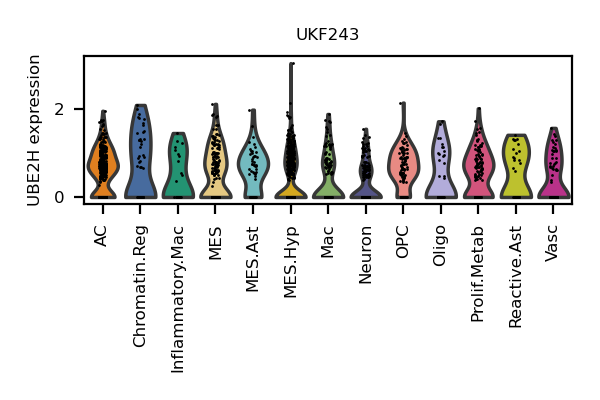 UKF243
UBE2H expression
2
0
AC
Chromatin.Reg
Inflammatory.Mac
MES
MES.Ast
MES.Hyp
Mac
Neuron
OPC
Oligo
Prolif.Metab
Reactive.Ast
Vasc